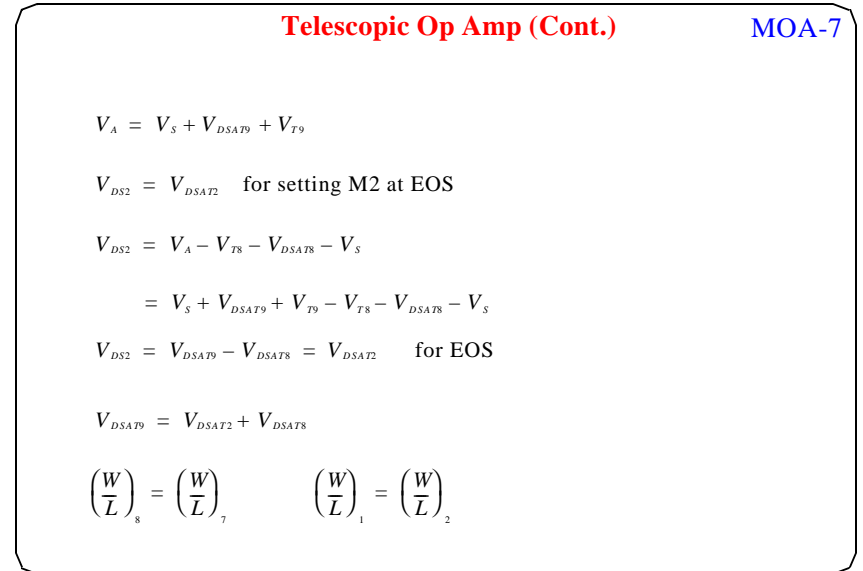 Telescopic Op Amp (Cont.) MOA-7
V_A = V_S + V_DSAT9 + V_T9
V_DS2 = V_DSAT2 for setting M2 at EOS
V_DS2 = V_A – V_T8 – V_DSAT8 – V_S
= V_S + V_DSAT9 + V_T9 – V_T8 – V_DSAT8 – V_S
V_DS2 = V_DSAT9 – V_DSAT8 = V_DSAT2 for EOS
V_DSAT9 = V_DSAT2 + V_DSAT8
(W/L)_8 = (W/L)_7 (W/L)_1 = (W/L)_2